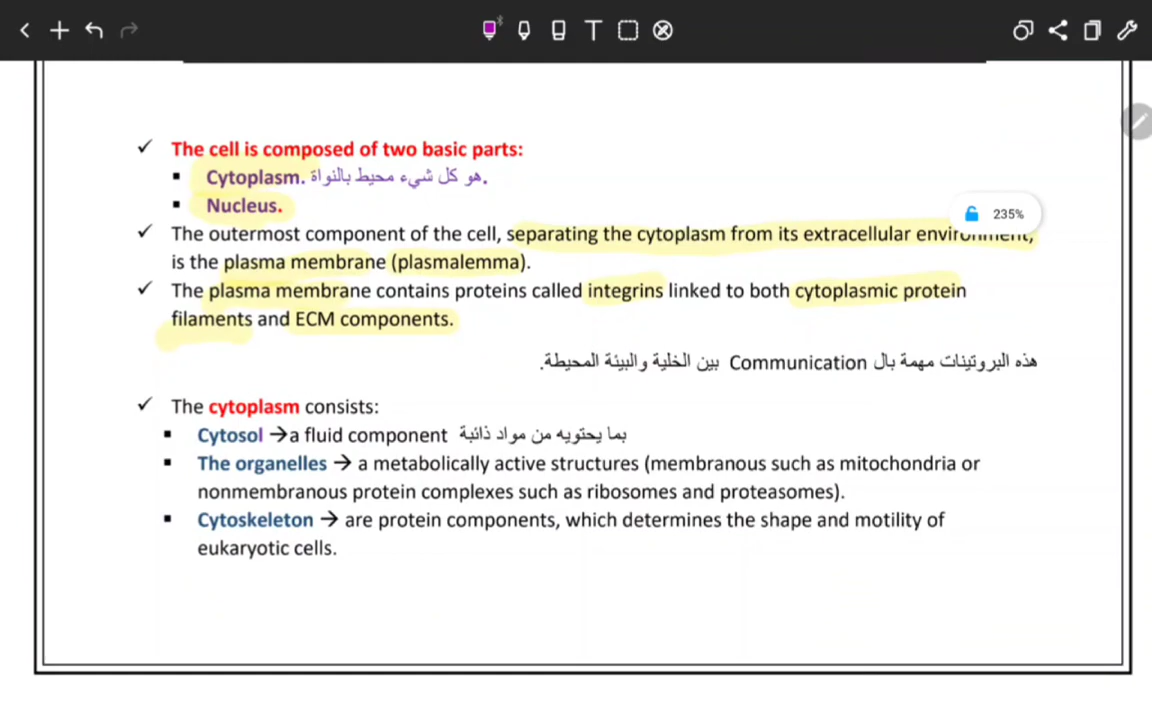 235%
The cell is composed of two basic parts:
Cytoplasm. هو كل شيء محيط بالنواة.
Nucleus.
The outermost component of the cell, separating the cytoplasm from its extracellular environment,
is the plasma membrane (plasmalemma).
The plasma membrane contains proteins called integrins linked to both cytoplasmic protein
filaments and ECM components.
هذه البروتينات مهمة بال Communication بين الخلية والبيئة المحيطة.
The cytoplasm consists:
Cytosol →a fluid component بما يحتويه من مواد ذائبة
The organelles → a metabolically active structures (membranous such as mitochondria or
nonmembranous protein complexes such as ribosomes and proteasomes).
Cytoskeleton → are protein components, which determines the shape and motility of
eukaryotic cells.